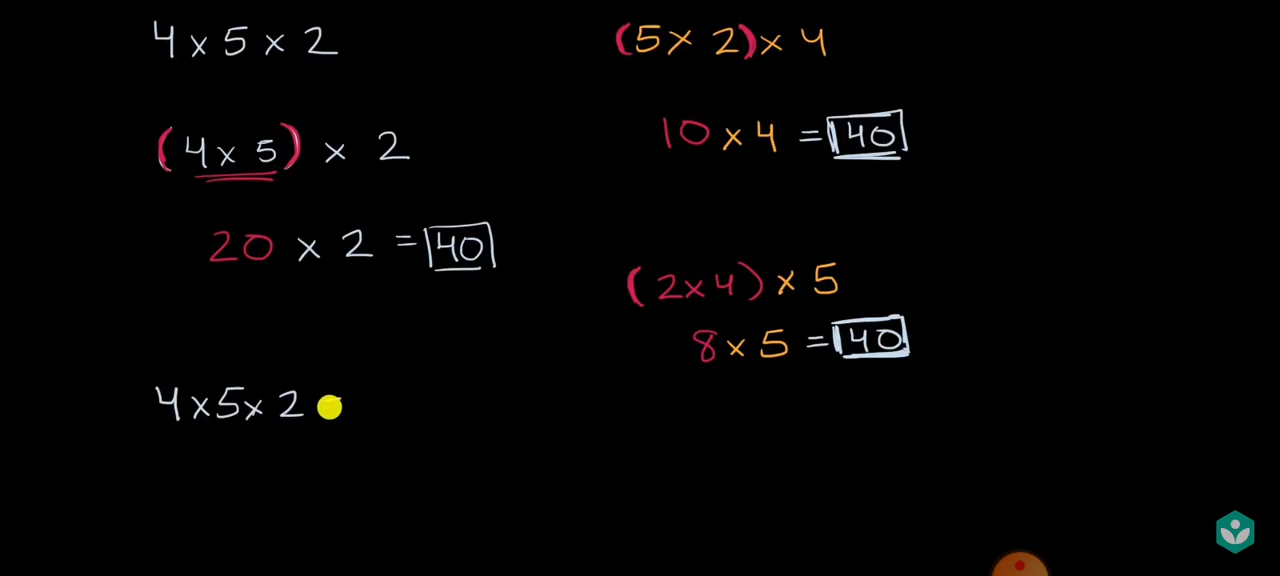 4 x 5 x 2
(4 x 5) x 2
20 x 2 = 40
4 x 5 x 2
(5 x 2) x 4
10 x 4 = 40
(2 x 4) x 5
8 x 5 = 40